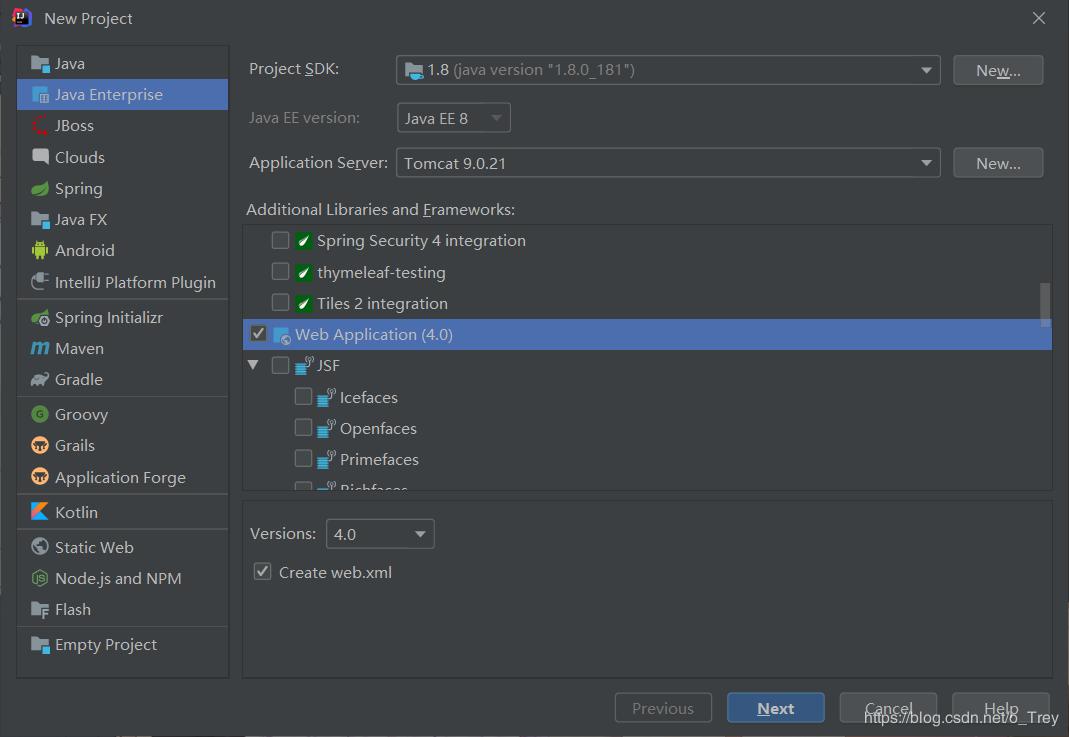 New Project
Java
Java Enterprise
JBoss
Clouds
Spring
Java FX
Android
IntelliJ Platform Plugin
Spring Initializr
Maven
Gradle
Groovy
Grails
Application Forge
Kotlin
Static Web
Node.js and NPM
Flash
Empty Project
Project SDK: 1.8 (java version "1.8.0_181") New...
Java EE version: Java EE 8
Application Server: Tomcat 9.0.21 New...
Additional Libraries and Frameworks:
Spring Security 4 integration
thymeleaf-testing
Tiles 2 integration
Web Application (4.0)
JSF
Icefaces
Openfaces
Primefaces
Richfaces
Versions: 4.0
Create web.xml
Previous Next Cancel Help
https://blog.csdn.net/o_Trey